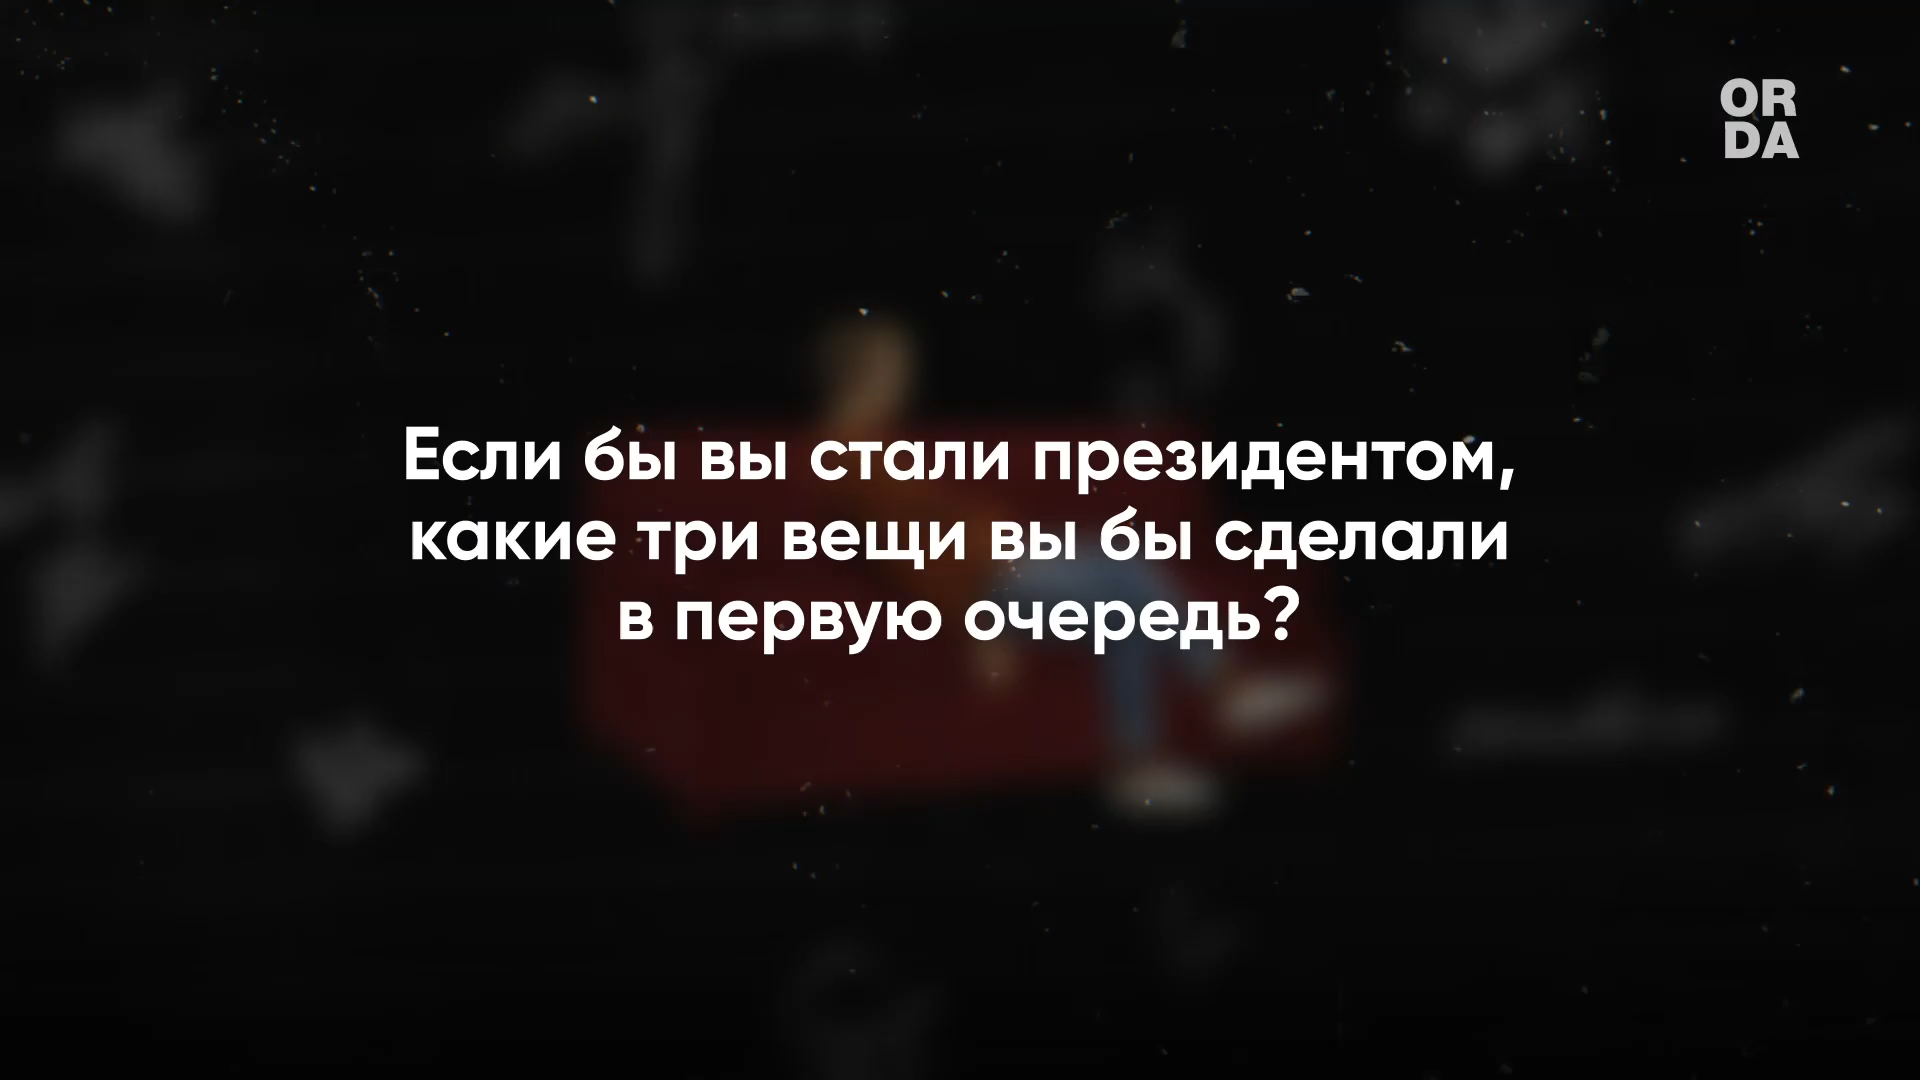 OR
DA
Если бы вы стали президентом,
какие три вещи вы бы сделали
в первую очередь?